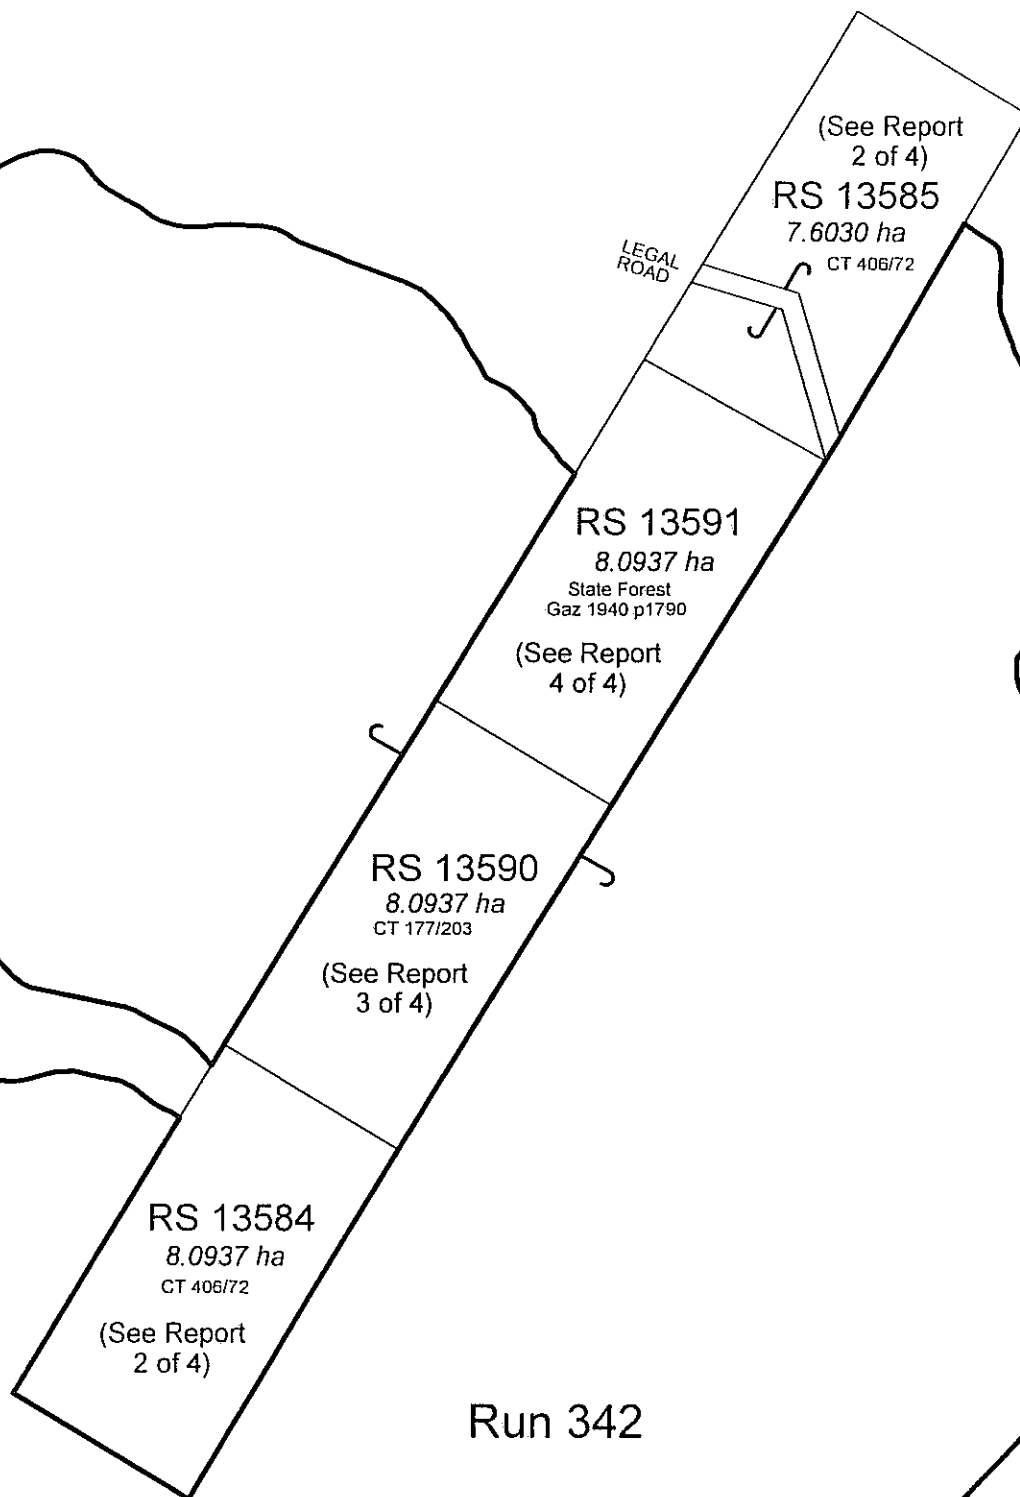 (See Report
2 of 4)
RS 13585
7.6030 ha
CT 406/72
LEGAL
ROAD
RS 13591
8.0937 ha
State Forest
Gaz 1940 p1790
(See Report
4 of 4)
RS 13590
8.0937 ha
CT 177/203
(See Report
3 of 4)
RS 13584
8.0937 ha
CT 406/72
(See Report
2 of 4)
Run 342